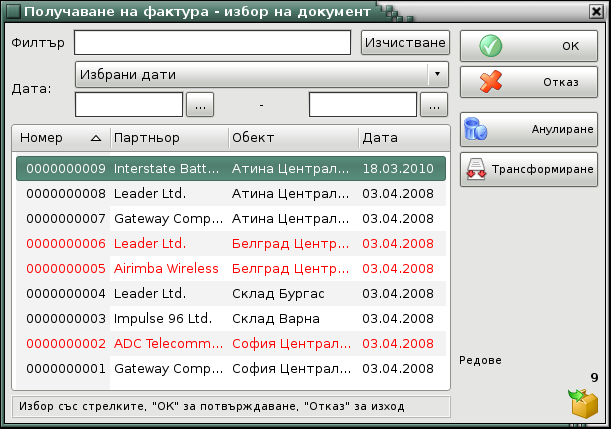 Получаване на фактура - избор на документ
Филтър Изчистване
Избрани дати
Дата:
... - ...
Номер Партньор Обект Дата
0000000009 Interstate Batt... Атина Централ... 18.03.2010
0000000008 Leader Ltd. Атина Централ... 03.04.2008
0000000007 Gateway Comp... Атина Централ... 03.04.2008
0000000006 Leader Ltd. Белград Центр... 03.04.2008
0000000005 Airimba Wireless Белград Центр... 03.04.2008
0000000004 Leader Ltd. Склад Бургас 03.04.2008
0000000003 Impulse 96 Ltd. Склад Варна 03.04.2008
0000000002 ADC Telecomm... София Централ... 03.04.2008
0000000001 Gateway Comp... София Централ... 03.04.2008
Избор със стрелките, "ОК" за потвърждаване, "Отказ" за изход
ОК
Отказ
Анулиране
Трансформиране
Редове
9